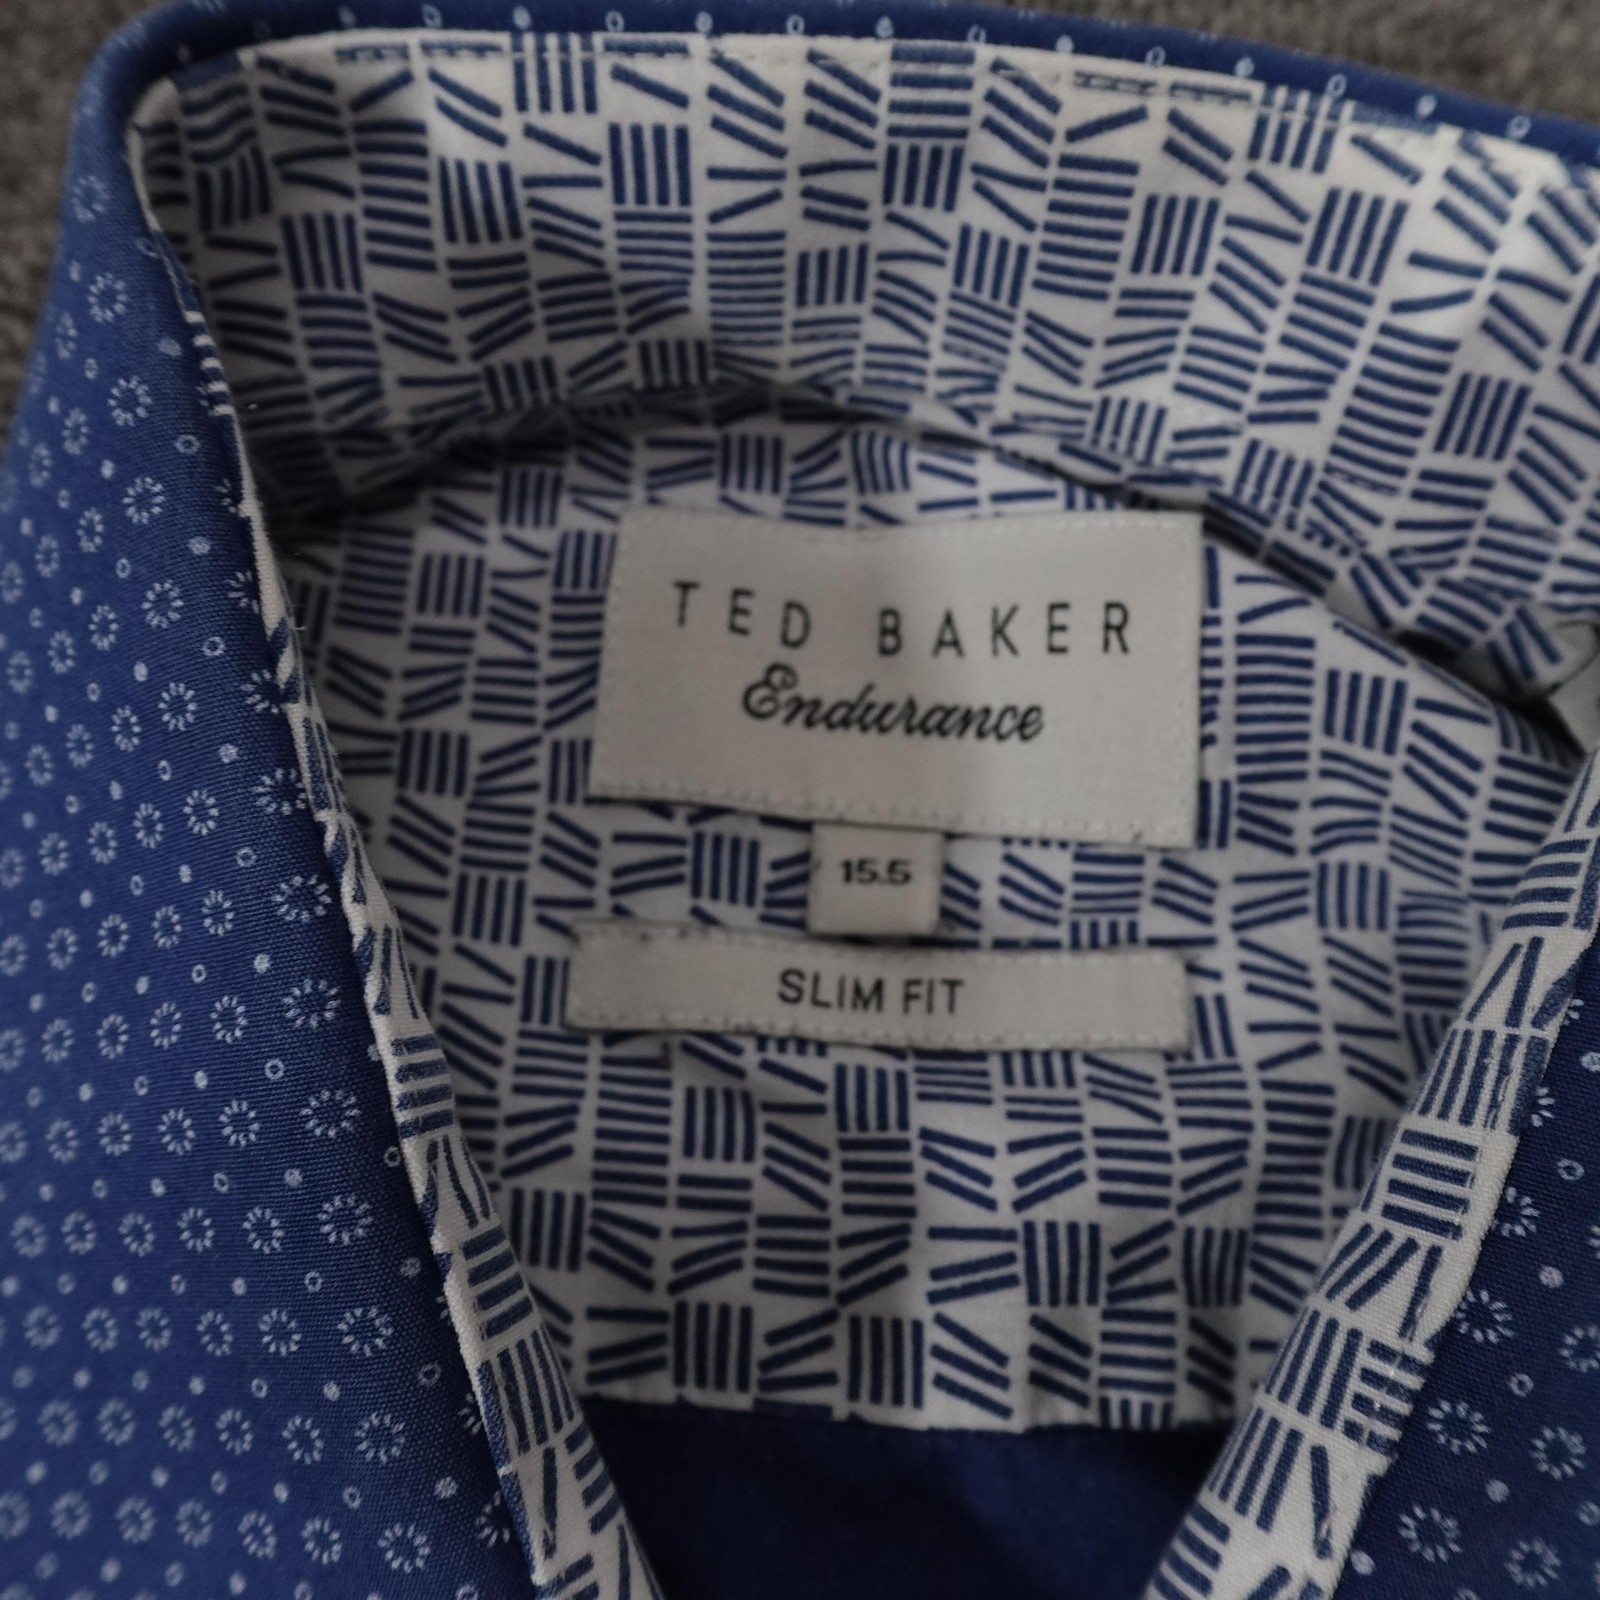 TED BAKER
Endurance
15.5
SLIM FIT